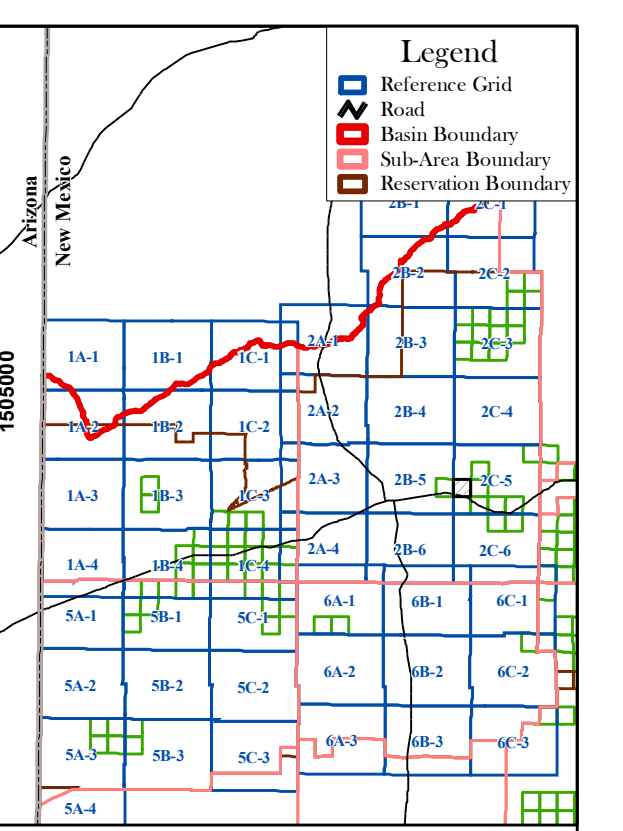 Legend
Reference Grid
Road
Basin Boundary
Sub-Area Boundary
Reservation Boundary
Arizona
New Mexico
1505000
2B-1 2C-1
2B-2 2C-2
2A-1 2B-3 2C-3
1A-1 1B-1 1C-1
2A-2 2B-4 2C-4
1A-2 1B-2 1C-2
2A-3 2B-5 2C-5
1A-3 1B-3 1C-3
2A-4 2B-6 2C-6
1A-4 1B-4 1C-4
6A-1 6B-1 6C-1
5A-1 5B-1 5C-1
6A-2 6B-2 6C-2
5A-2 5B-2 5C-2
6A-3 6B-3 6C-3
5A-3 5B-3 5C-3
5A-4